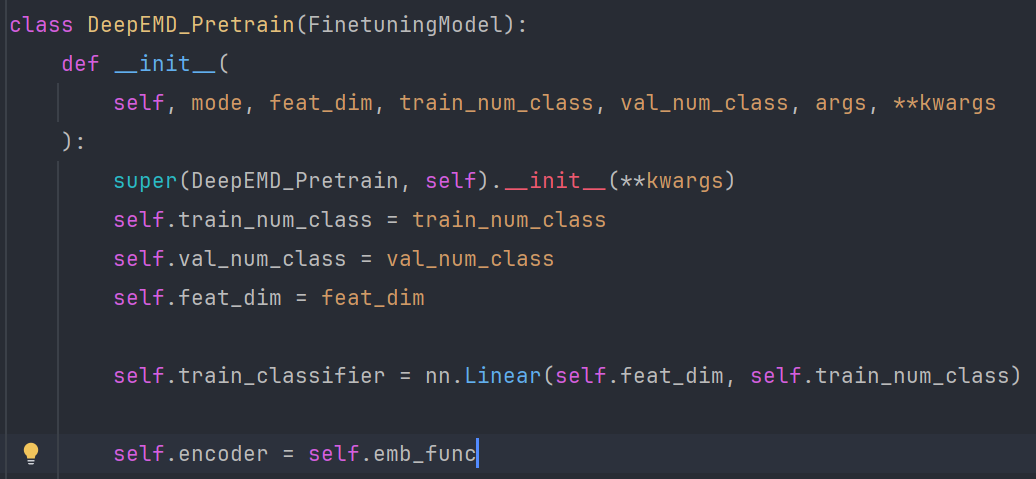 class DeepEMD_Pretrain(FinetuningModel):
    def __init__(
        self, mode, feat_dim, train_num_class, val_num_class, args, **kwargs
    ):
        super(DeepEMD_Pretrain, self).__init__(**kwargs)
        self.train_num_class = train_num_class
        self.val_num_class = val_num_class
        self.feat_dim = feat_dim
        self.train_classifier = nn.Linear(self.feat_dim, self.train_num_class)
        self.encoder = self.emb_func